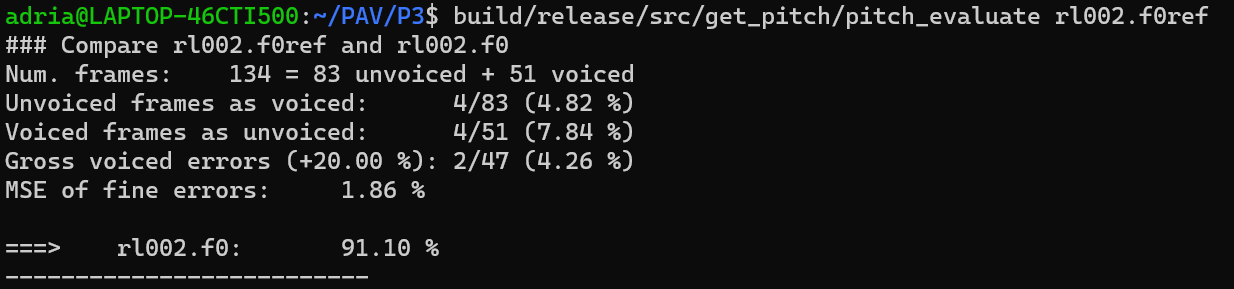 adria@LAPTOP-46CTI500:~/PAV/P3$ build/release/src/get_pitch/pitch_evaluate rl002.f0ref
### Compare rl002.f0ref and rl002.f0
Num. frames:    134 = 83 unvoiced + 51 voiced
Unvoiced frames as voiced:      4/83 (4.82 %)
Voiced frames as unvoiced:      4/51 (7.84 %)
Gross voiced errors (+20.00 %): 2/47 (4.26 %)
MSE of fine errors:     1.86 %

===>    rl002.f0:       91.10 %
--------------------------